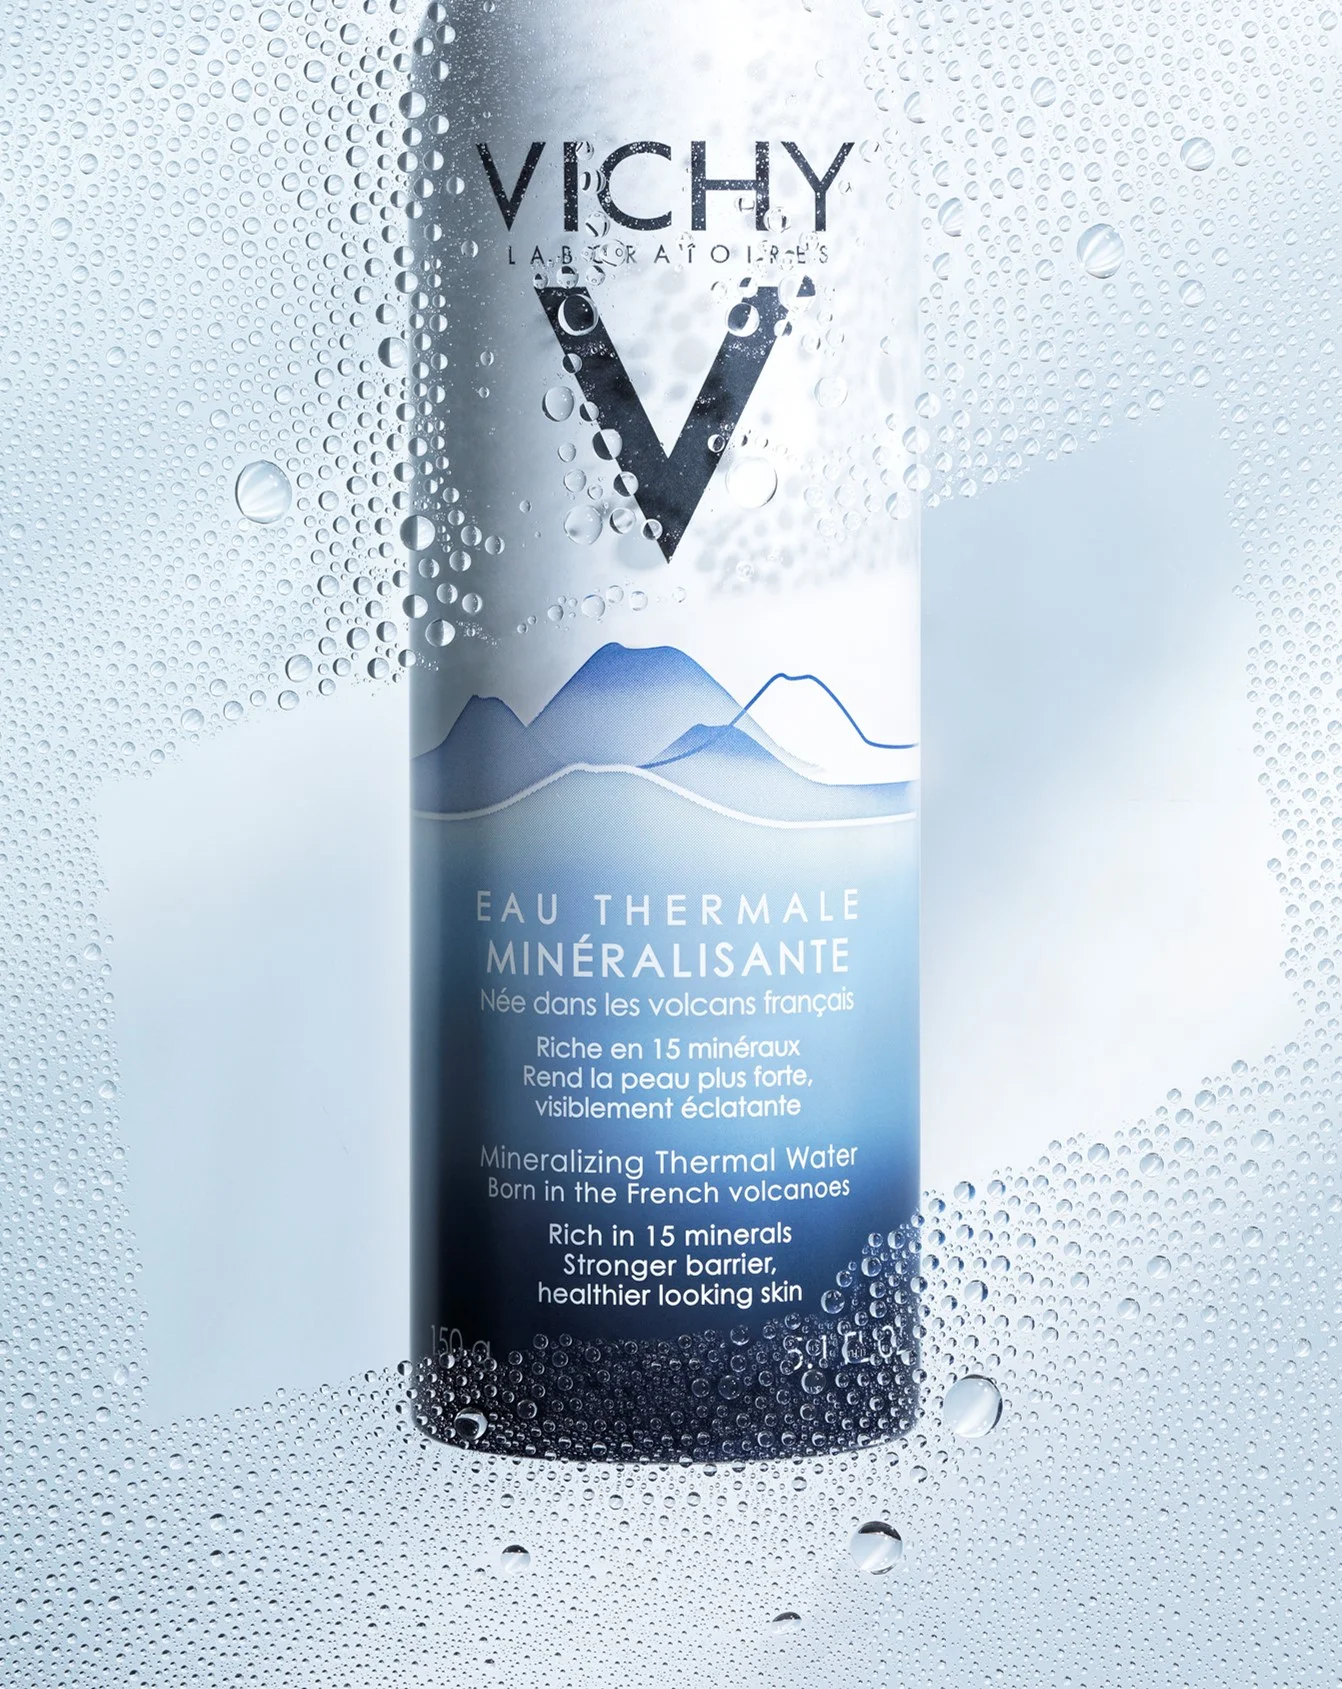 VICHY
LABORATOIRES
V
EAU THERMALE
MINÉRALISANTE
Née dans les volcans français
Riche en 15 minéraux
Rend la peau plus forte,
visiblement éclatante
Mineralizing Thermal Water
Born in the French volcanoes
Rich in 15 minerals
Stronger barrier,
healthier looking skin
150 g